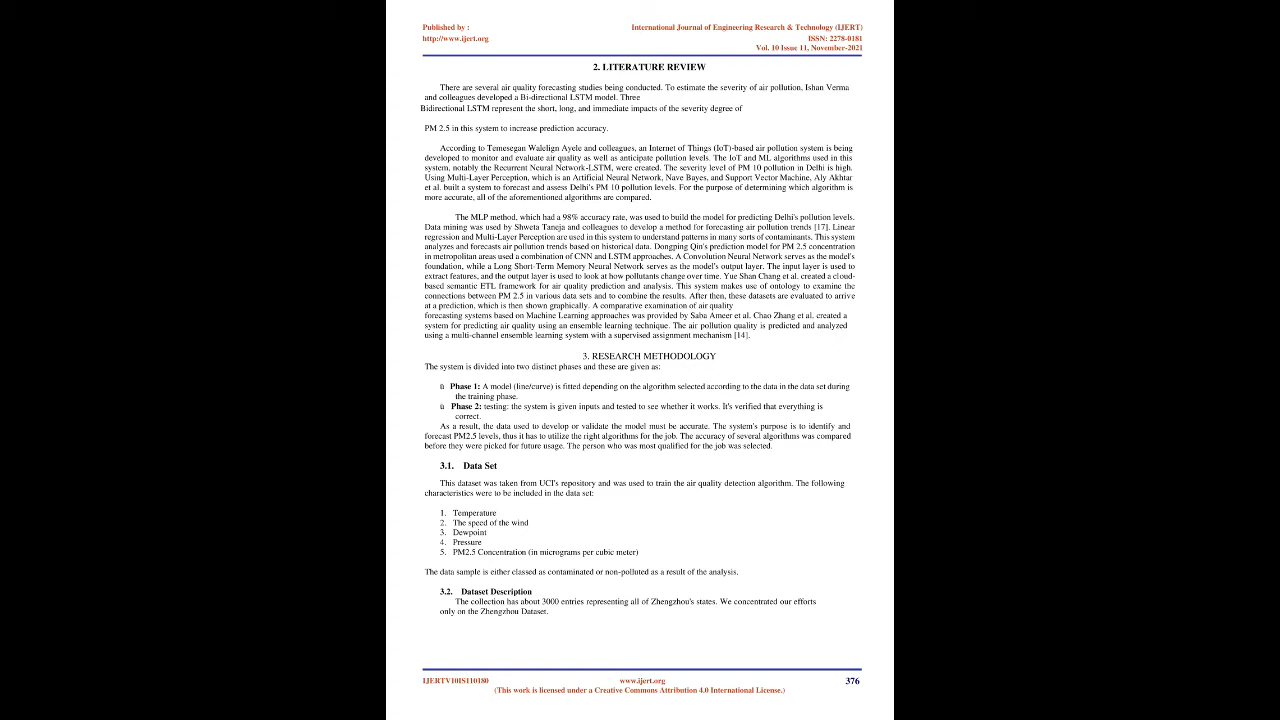 Published by :
International Journal of Engineering Research & Technology (IJERT)
http://www.ijert.org
ISSN: 2278-0181
Vol. 10 Issue 11, November-2021
2. LITERATURE REVIEW
There are several air quality forecasting studies being conducted. To estimate the severity of air pollution, Ishan Verma
and colleagues developed a Bi-directional LSTM model. Three
Bidirectional LSTM represent the short, long, and immediate impacts of the severity degree of
PM 2.5 in this system to increase prediction accuracy.
According to Temesegan Walelign Ayele and colleagues, an Internet of Things (IoT)-based air pollution system is being
developed to monitor and evaluate air quality as well as anticipate pollution levels. The IoT and ML algorithms used in this
system, notably the Recurrent Neural Network-LSTM, were created. The severity level of PM 10 pollution in Delhi is high.
Using Multi-Layer Perception, which is an Artificial Neural Network, Nave Bayes, and Support Vector Machine, Aly Akhtar
et al. built a system to forecast and assess Delhi's PM 10 pollution levels. For the purpose of determining which algorithm is
more accurate, all of the aforementioned algorithms are compared.
The MLP method, which had a 98% accuracy rate, was used to build the model for predicting Delhi's pollution levels.
Data mining was used by Shweta Taneja and colleagues to develop a method for forecasting air pollution trends [17]. Linear
regression and Multi-Layer Perception are used in this system to understand patterns in many sorts of contaminants. This system
analyzes and forecasts air pollution trends based on historical data. Dongping Qin's prediction model for PM 2.5 concentration
in metropolitan areas used a combination of CNN and LSTM approaches. A Convolution Neural Network serves as the model's
foundation, while a Long Short-Term Memory Neural Network serves as the model's output layer. The input layer is used to
extract features, and the output layer is used to look at how pollutants change over time. Yue Shan Chang et al. created a cloud-
based semantic ETL framework for air quality prediction and analysis. This system makes use of ontology to examine the
connections between PM 2.5 in various data sets and to combine the results. After then, these datasets are evaluated to arrive
at a prediction, which is then shown graphically. A comparative examination of air quality
forecasting systems based on Machine Learning approaches was provided by Saba Ameer et al. Chao Zhang et al. created a
system for predicting air quality using an ensemble learning technique. The air pollution quality is predicted and analyzed
using a multi-channel ensemble learning system with a supervised assignment mechanism [14].
3. RESEARCH METHODOLOGY
The system is divided into two distinct phases and these are given as:
ü Phase 1: A model (line/curve) is fitted depending on the algorithm selected according to the data in the data set during
the training phase.
ü Phase 2: testing: the system is given inputs and tested to see whether it works. It's verified that everything is
correct.
As a result, the data used to develop or validate the model must be accurate. The system's purpose is to identify and
forecast PM2.5 levels, thus it has to utilize the right algorithms for the job. The accuracy of several algorithms was compared
before they were picked for future usage. The person who was most qualified for the job was selected.
3.1. Data Set
This dataset was taken from UCI's repository and was used to train the air quality detection algorithm. The following
characteristics were to be included in the data set:
1. Temperature
2. The speed of the wind
3. Dewpoint
4. Pressure
5. PM2.5 Concentration (in micrograms per cubic meter)
The data sample is either classed as contaminated or non-polluted as a result of the analysis.
3.2. Dataset Description
The collection has about 3000 entries representing all of Zhengzhou's states. We concentrated our efforts
only on the Zhengzhou Dataset.
IJERTV10IS110180
www.ijert.org
376
(This work is licensed under a Creative Commons Attribution 4.0 International License.)